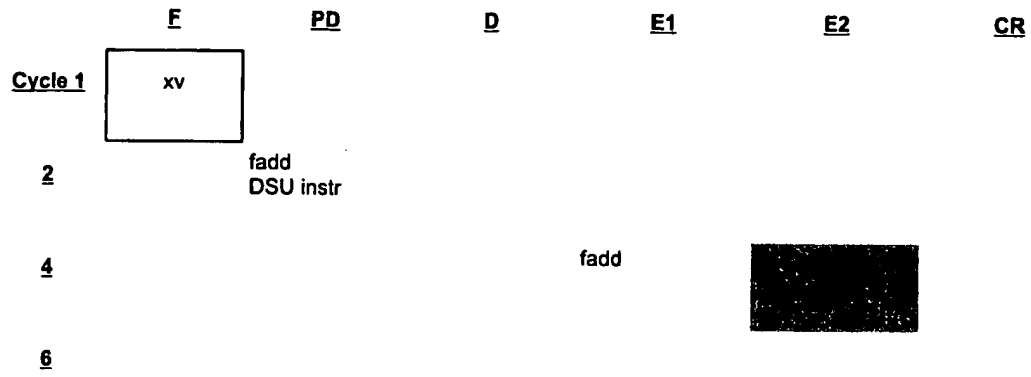 F PD D E1 E2 CR
Cycle 1 xv
fadd
2 DSU instr
4 fadd
6